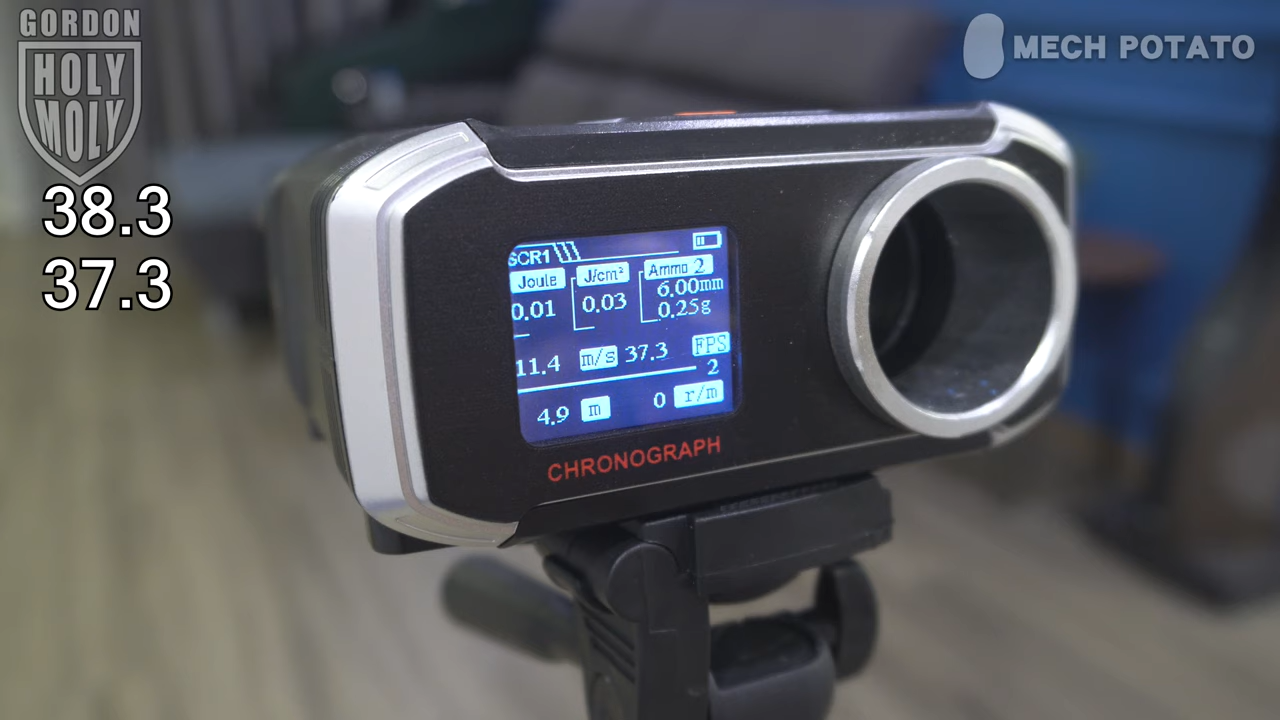 GORDON
HOLY
MOLY
MECH POTATO
38.3
37.3
SCR1
Joule J/cm² Ammo 2
0.01 0.03 6.00mm
0.25g
11.4 m/s 37.3 FPS
2
4.9 m 0 r/m
CHRONOGRAPH